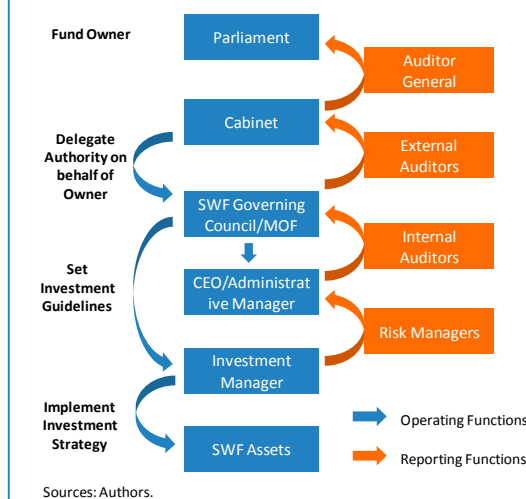 Fund Owner
Parliament
Auditor
General
Cabinet
Delegate
Authority on
behalf of
Owner
External
Auditors
SWF Governing
Council/MOF
Internal
Auditors
Set
Investment
Guidelines
CEO/Administrat
ive Manager
Risk Managers
Investment
Manager
Implement
Investment
Strategy
SWF Assets
Operating Functions
Reporting Functions
Sources: Authors.